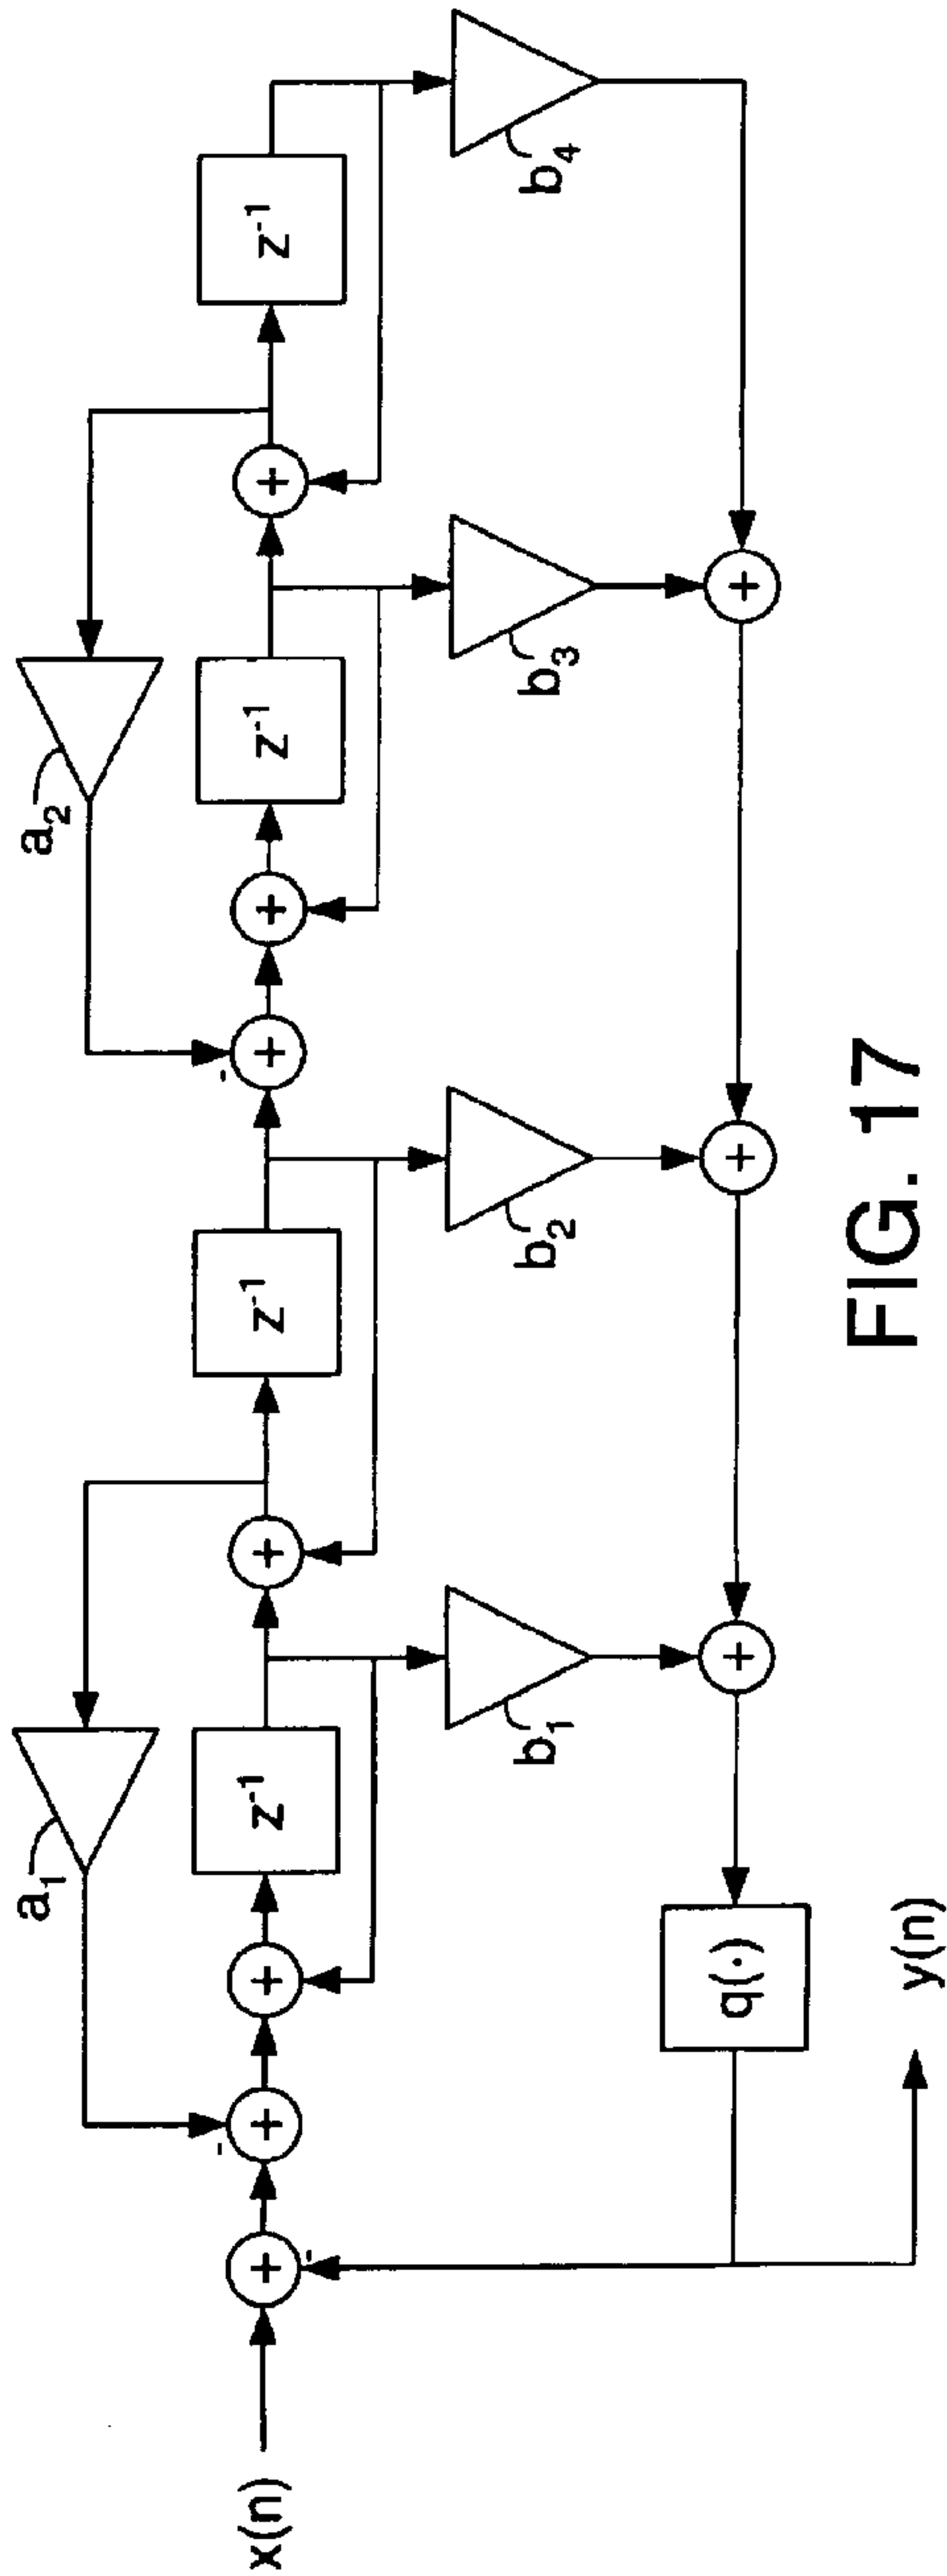 a₁
a₂
x(n)
+
+
+
z⁻¹
+
z⁻¹
+
+
z⁻¹
+
z⁻¹
-
-
-
b₁
b₂
b₃
b₄
q(·)
+
+
+
y(n)
FIG. 17